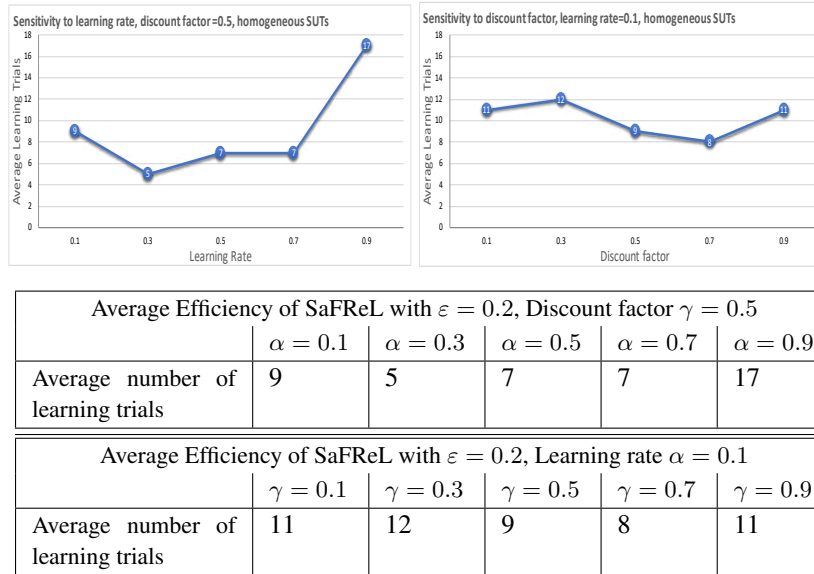 Sensitivity to learning rate, discount factor =0.5, homogeneous SUTs
Average Learning Trials
18
16
14
12
10
8
6
4
2
0
9
5
7
7
17
0.1 0.3 0.5 0.7 0.9
Learning Rate
Sensitivity to discount factor, learning rate=0.1, homogeneous SUTs
Average Learning Trials
18
16
14
12
10
8
6
4
2
0
11
12
9
8
11
0.1 0.3 0.5 0.7 0.9
Discount factor
Average Efficiency of SaFReL with ε = 0.2, Discount factor γ = 0.5
α = 0.1 α = 0.3 α = 0.5 α = 0.7 α = 0.9
Average number of 9 5 7 7 17
learning trials
Average Efficiency of SaFReL with ε = 0.2, Learning rate α = 0.1
γ = 0.1 γ = 0.3 γ = 0.5 γ = 0.7 γ = 0.9
Average number of 11 12 9 8 11
learning trials